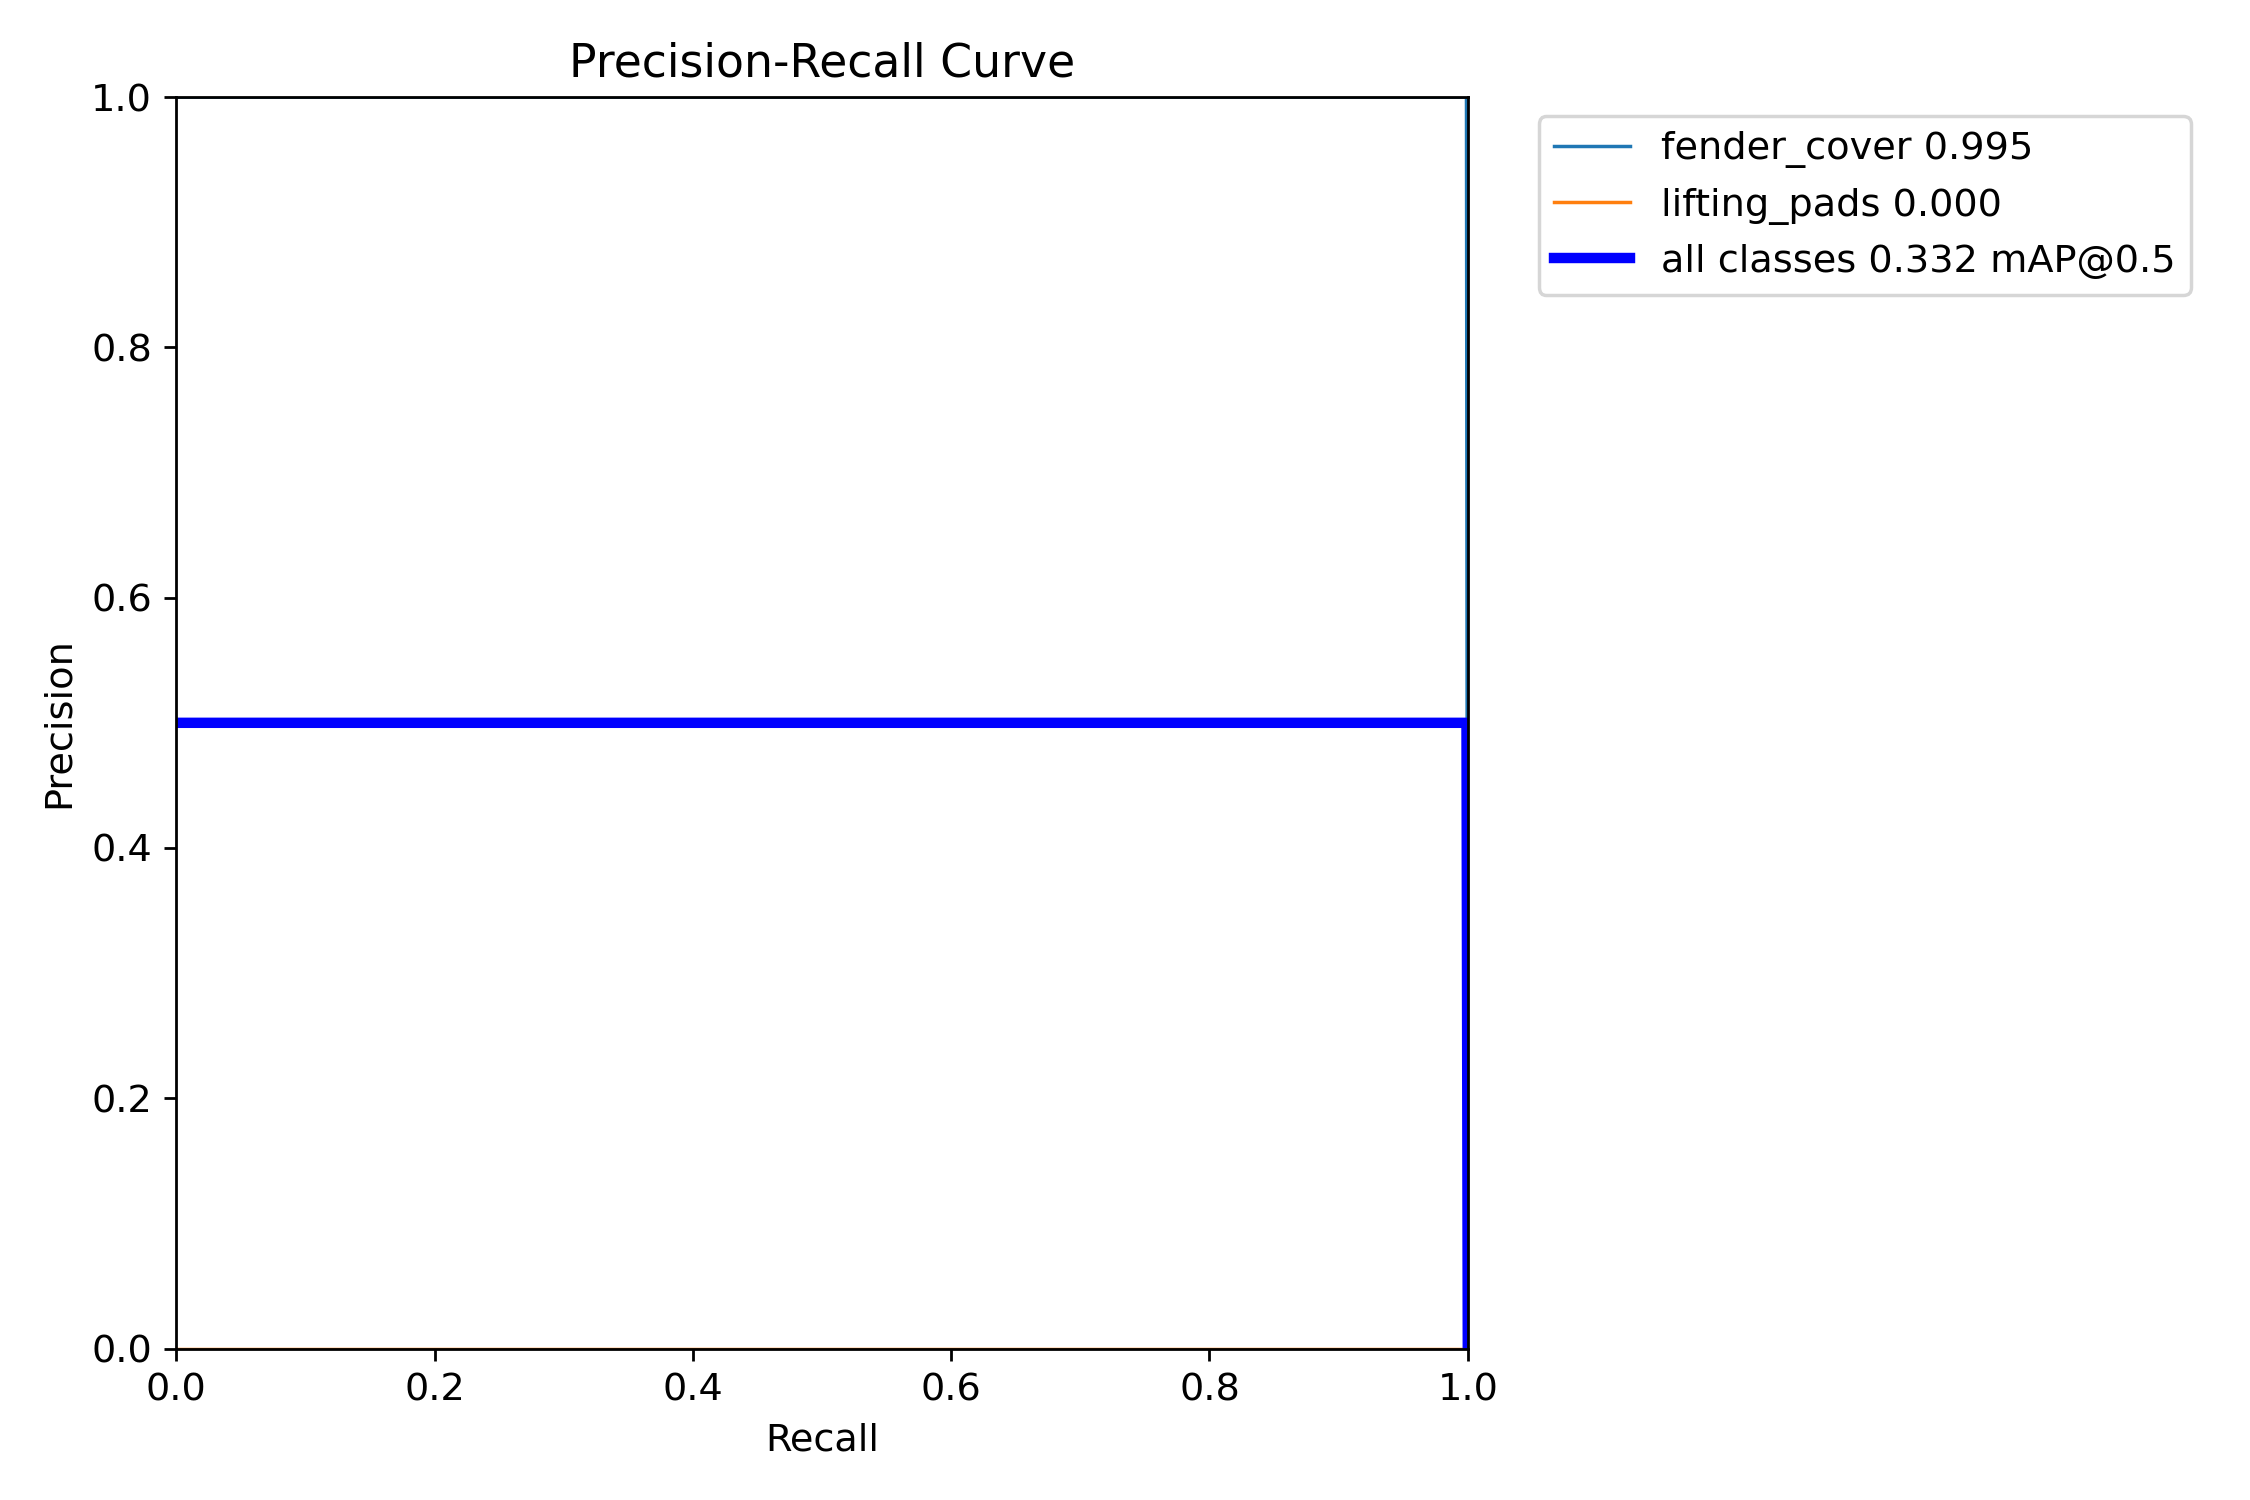 Precision-Recall Curve
1.0
0.8
0.6
0.4
0.2
0.0
Precision
0.0 0.2 0.4 0.6 0.8 1.0
Recall
fender_cover 0.995
lifting_pads 0.000
all classes 0.332 mAP@0.5